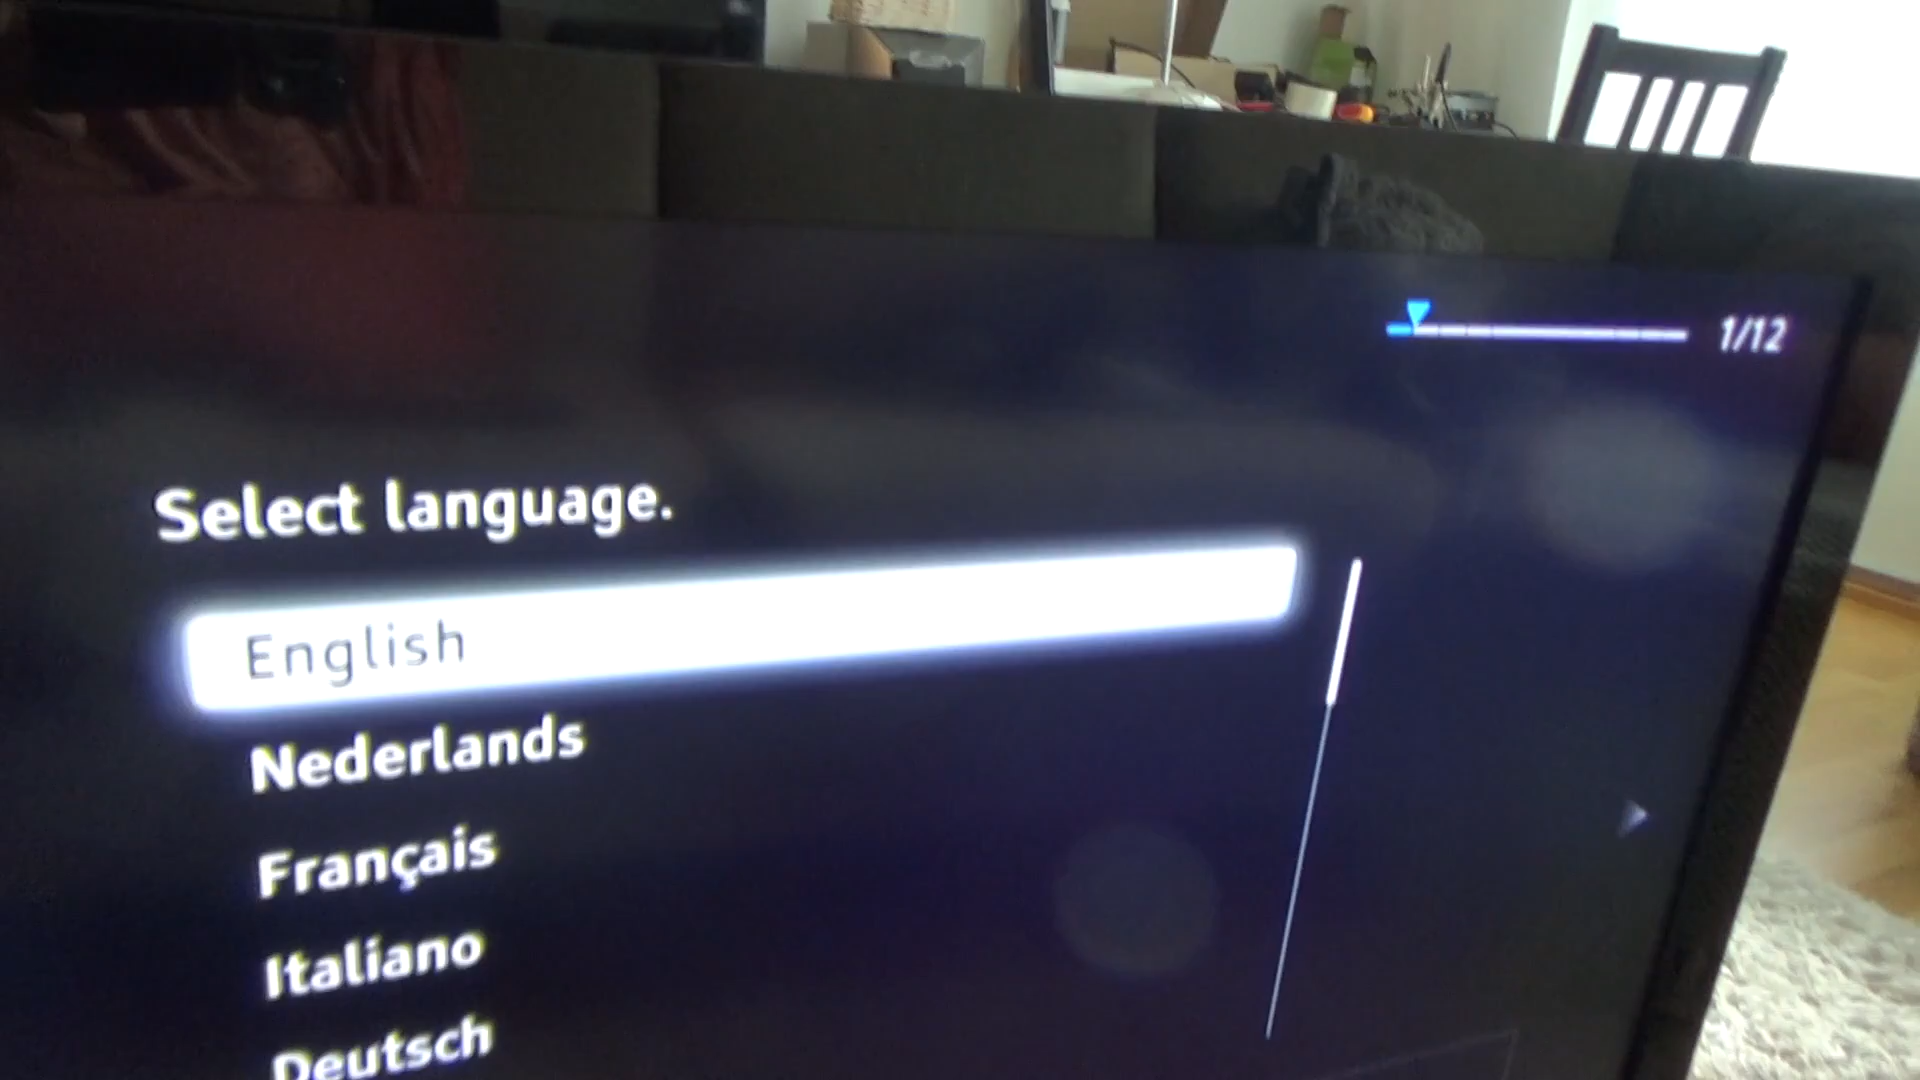 1/12
Select language.
English
Nederlands
Français
Italiano
Deutsch